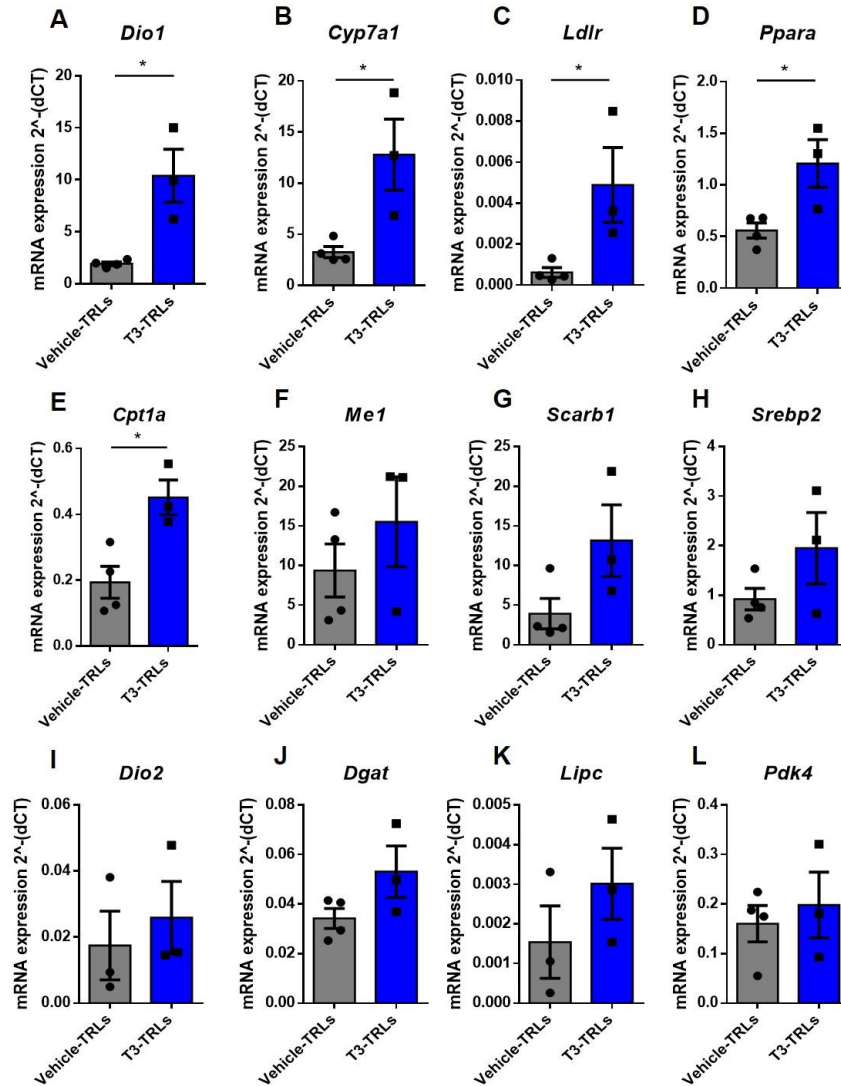 A
Dio1
mRNA expression 2^-(dCT)
20
15
10
5
0
*
Vehicle-TRLs
T3-TRLs
B
Cyp7a1
mRNA expression 2^-(dCT)
20
15
10
5
0
*
Vehicle-TRLs
T3-TRLs
C
Ldlr
mRNA expression 2^-(dCT)
0.010
0.008
0.006
0.004
0.002
0.000
*
Vehicle-TRLs
T3-TRLs
D
Ppara
mRNA expression 2^-(dCT)
2.0
1.5
1.0
0.5
0.0
*
Vehicle-TRLs
T3-TRLs
E
Cpt1a
mRNA expression 2^-(dCT)
0.6
0.4
0.2
0.0
*
Vehicle-TRLs
T3-TRLs
F
Me1
mRNA expression 2^-(dCT)
25
20
15
10
5
0
Vehicle-TRLs
T3-TRLs
G
Scarb1
mRNA expression 2^-(dCT)
25
20
15
10
5
0
Vehicle-TRLs
T3-TRLs
H
Srebp2
mRNA expression 2^-(dCT)
4
3
2
1
0
Vehicle-TRLs
T3-TRLs
I
Dio2
mRNA expression 2^-(dCT)
0.06
0.04
0.02
0.00
Vehicle-TRLs
T3-TRLs
J
Dgat
mRNA expression 2^-(dCT)
0.08
0.06
0.04
0.02
0.00
Vehicle-TRLs
T3-TRLs
K
Lipc
mRNA expression 2^-(dCT)
0.005
0.004
0.003
0.002
0.001
0.000
Vehicle-TRLs
T3-TRLs
L
Pdk4
mRNA expression 2^-(dCT)
0.4
0.3
0.2
0.1
0.0
Vehicle-TRLs
T3-TRLs